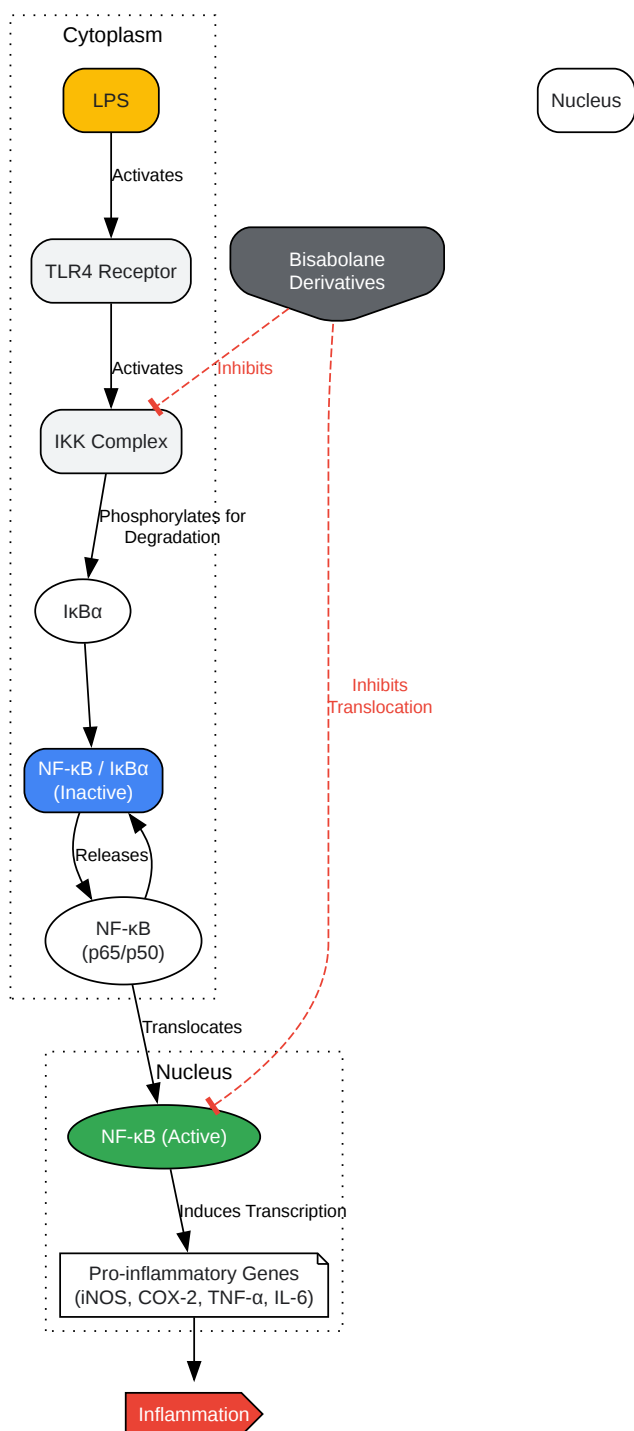 Cytoplasm
LPS
Nucleus
Activates
TLR4 Receptor
Bisabolane
Derivatives
Activates
Inhibits
IKK Complex
Phosphorylates for
Degradation
IκBα
Inhibits
Translocation
NF-κB / IκBα
(Inactive)
Releases
NF-κB
(p65/p50)
Translocates
Nucleus
NF-κB (Active)
Induces Transcription
Pro-inflammatory Genes
(iNOS, COX-2, TNF-α, IL-6)
Inflammation